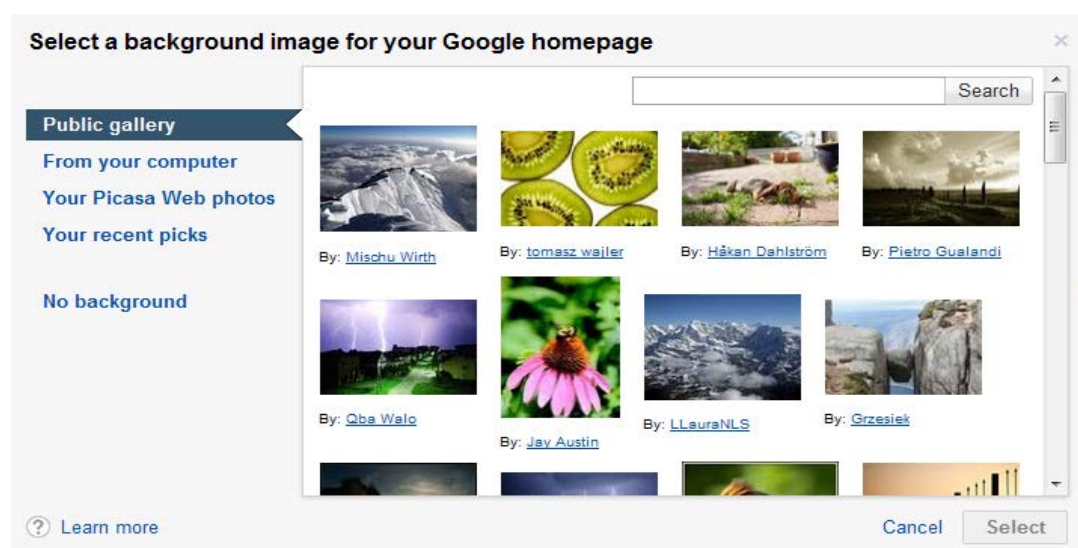 Select a background image for your Google homepage
×
Search
Public gallery
From your computer
Your Picasa Web photos
Your recent picks
No background
By: Mischu Wirth
By: tomasz wajler
By: Håkan Dahlström
By: Pietro Gualandi
By: Qba Walo
By: Jay Austin
By: LLauraNLS
By: Grzesiek
? Learn more
Cancel
Select